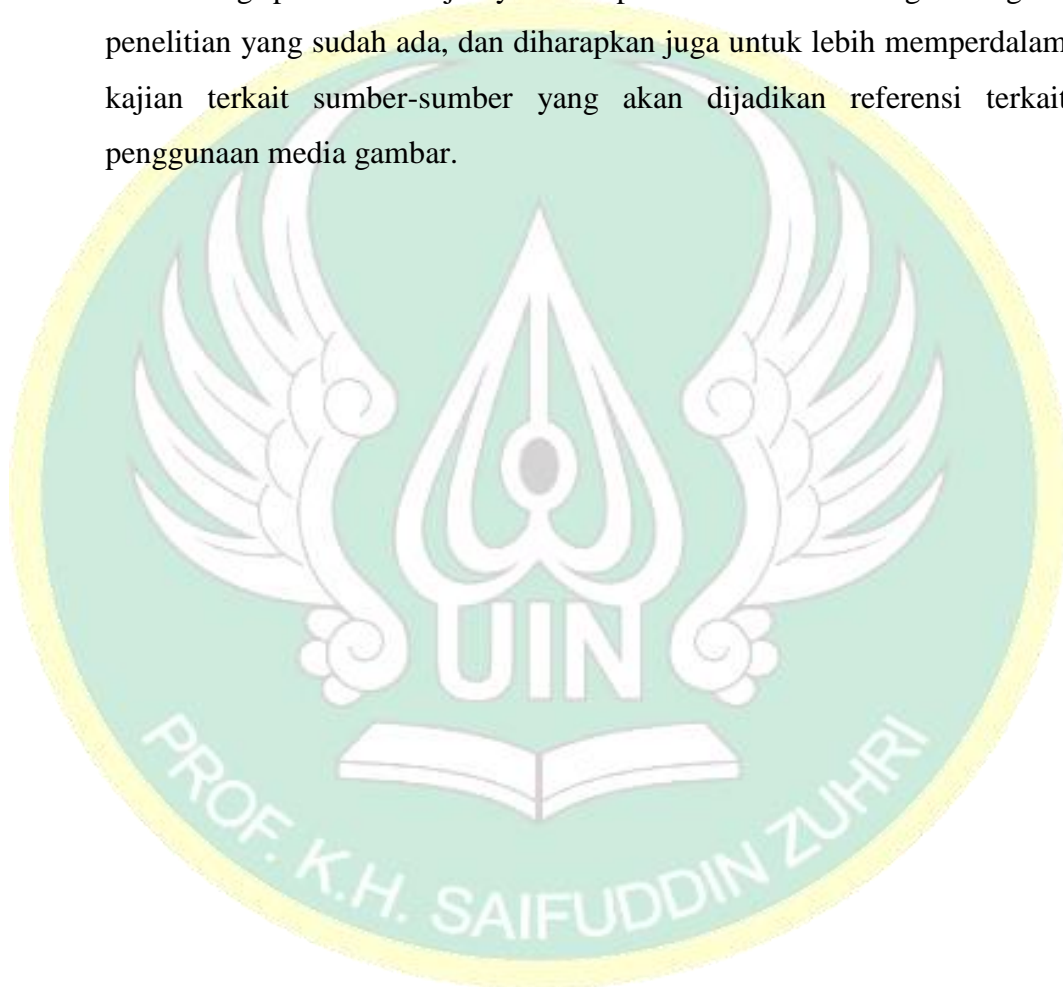 penelitian yang sudah ada, dan diharapkan juga untuk lebih memperdalam
kajian terkait sumber-sumber yang akan dijadikan referensi terkait
penggunaan media gambar.
UIN
PROF. K.H. SAIFUDDIN ZUHRI